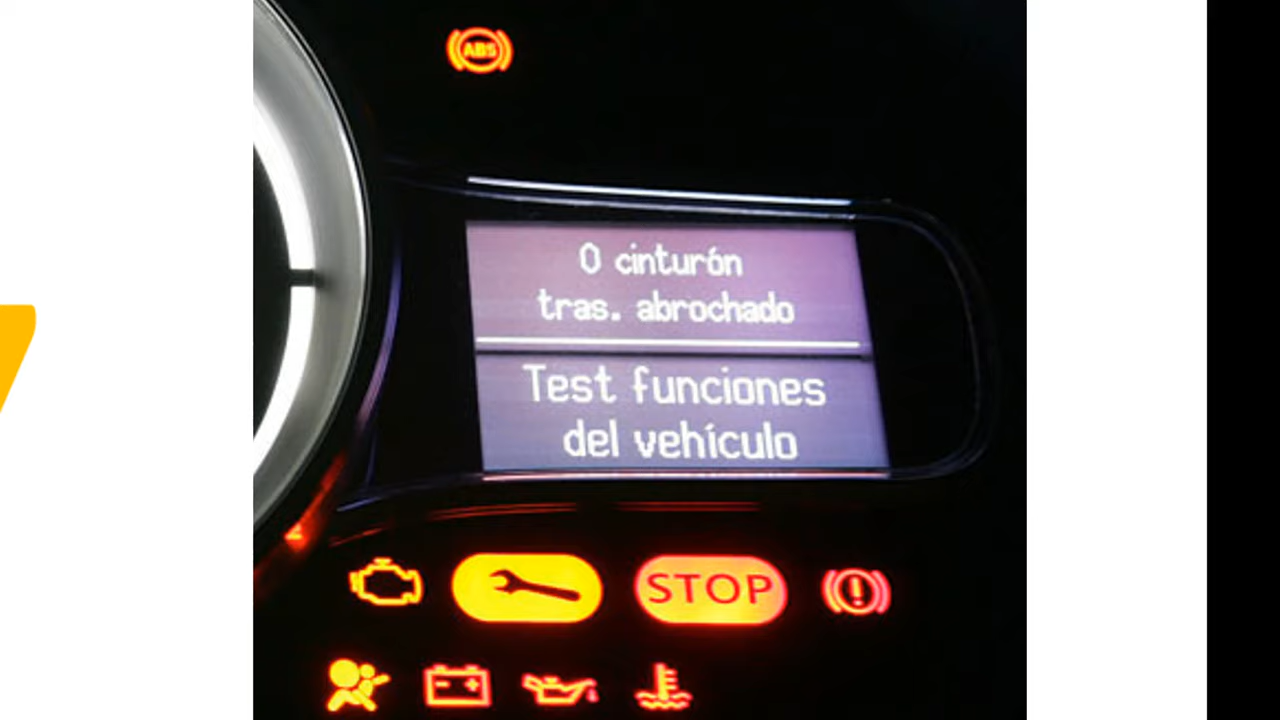 ABS
0 cinturón
tras. abrochado
Test funciones
del vehículo
STOP